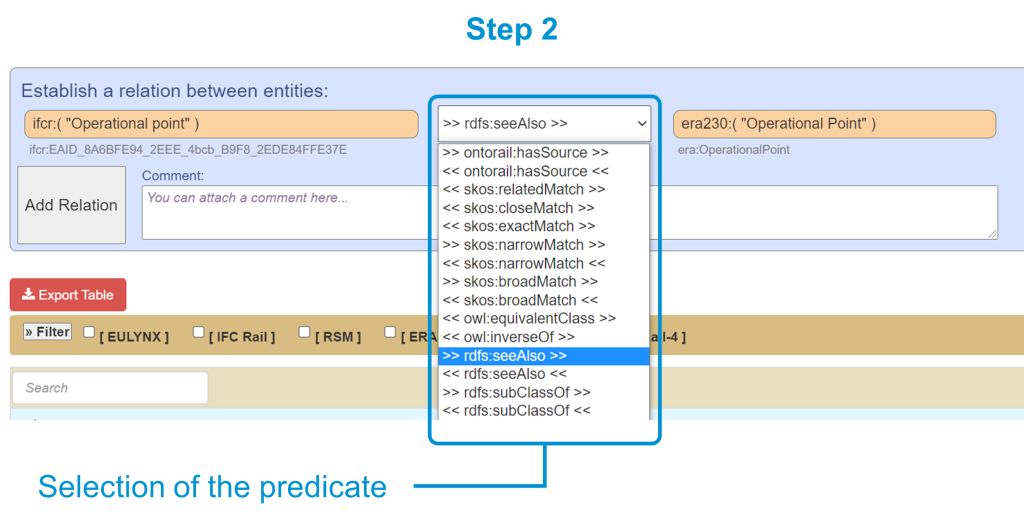 Step 2
Establish a relation between entities:
ifcr:( "Operational point" )
>> rdfs:seeAlso >>
era230:( "Operational Point" )
ifcr:EAID_8A6BFE94_2EEE_4bcb_B9F8_2EDE84FFE37E
era:OperationalPoint
Add Relation
Comment:
You can attach a comment here...
>> ontorail:hasSource >>
<< ontorail:hasSource <<
<< skos:relatedMatch >>
<< skos:closeMatch >>
<< skos:exactMatch >>
>> skos:narrowMatch >>
<< skos:narrowMatch <<
>> skos:broadMatch >>
<< skos:broadMatch <<
<< owl:equivalentClass >>
<< owl:inverseOf >>
>> rdfs:seeAlso >>
<< rdfs:seeAlso <<
>> rdfs:subClassOf >>
<< rdfs:subClassOf <<
Export Table
» Filter [ EULYNX ] [ IFC Rail ] [ RSM ] [ ERA ail-4 ]
Search
Selection of the predicate